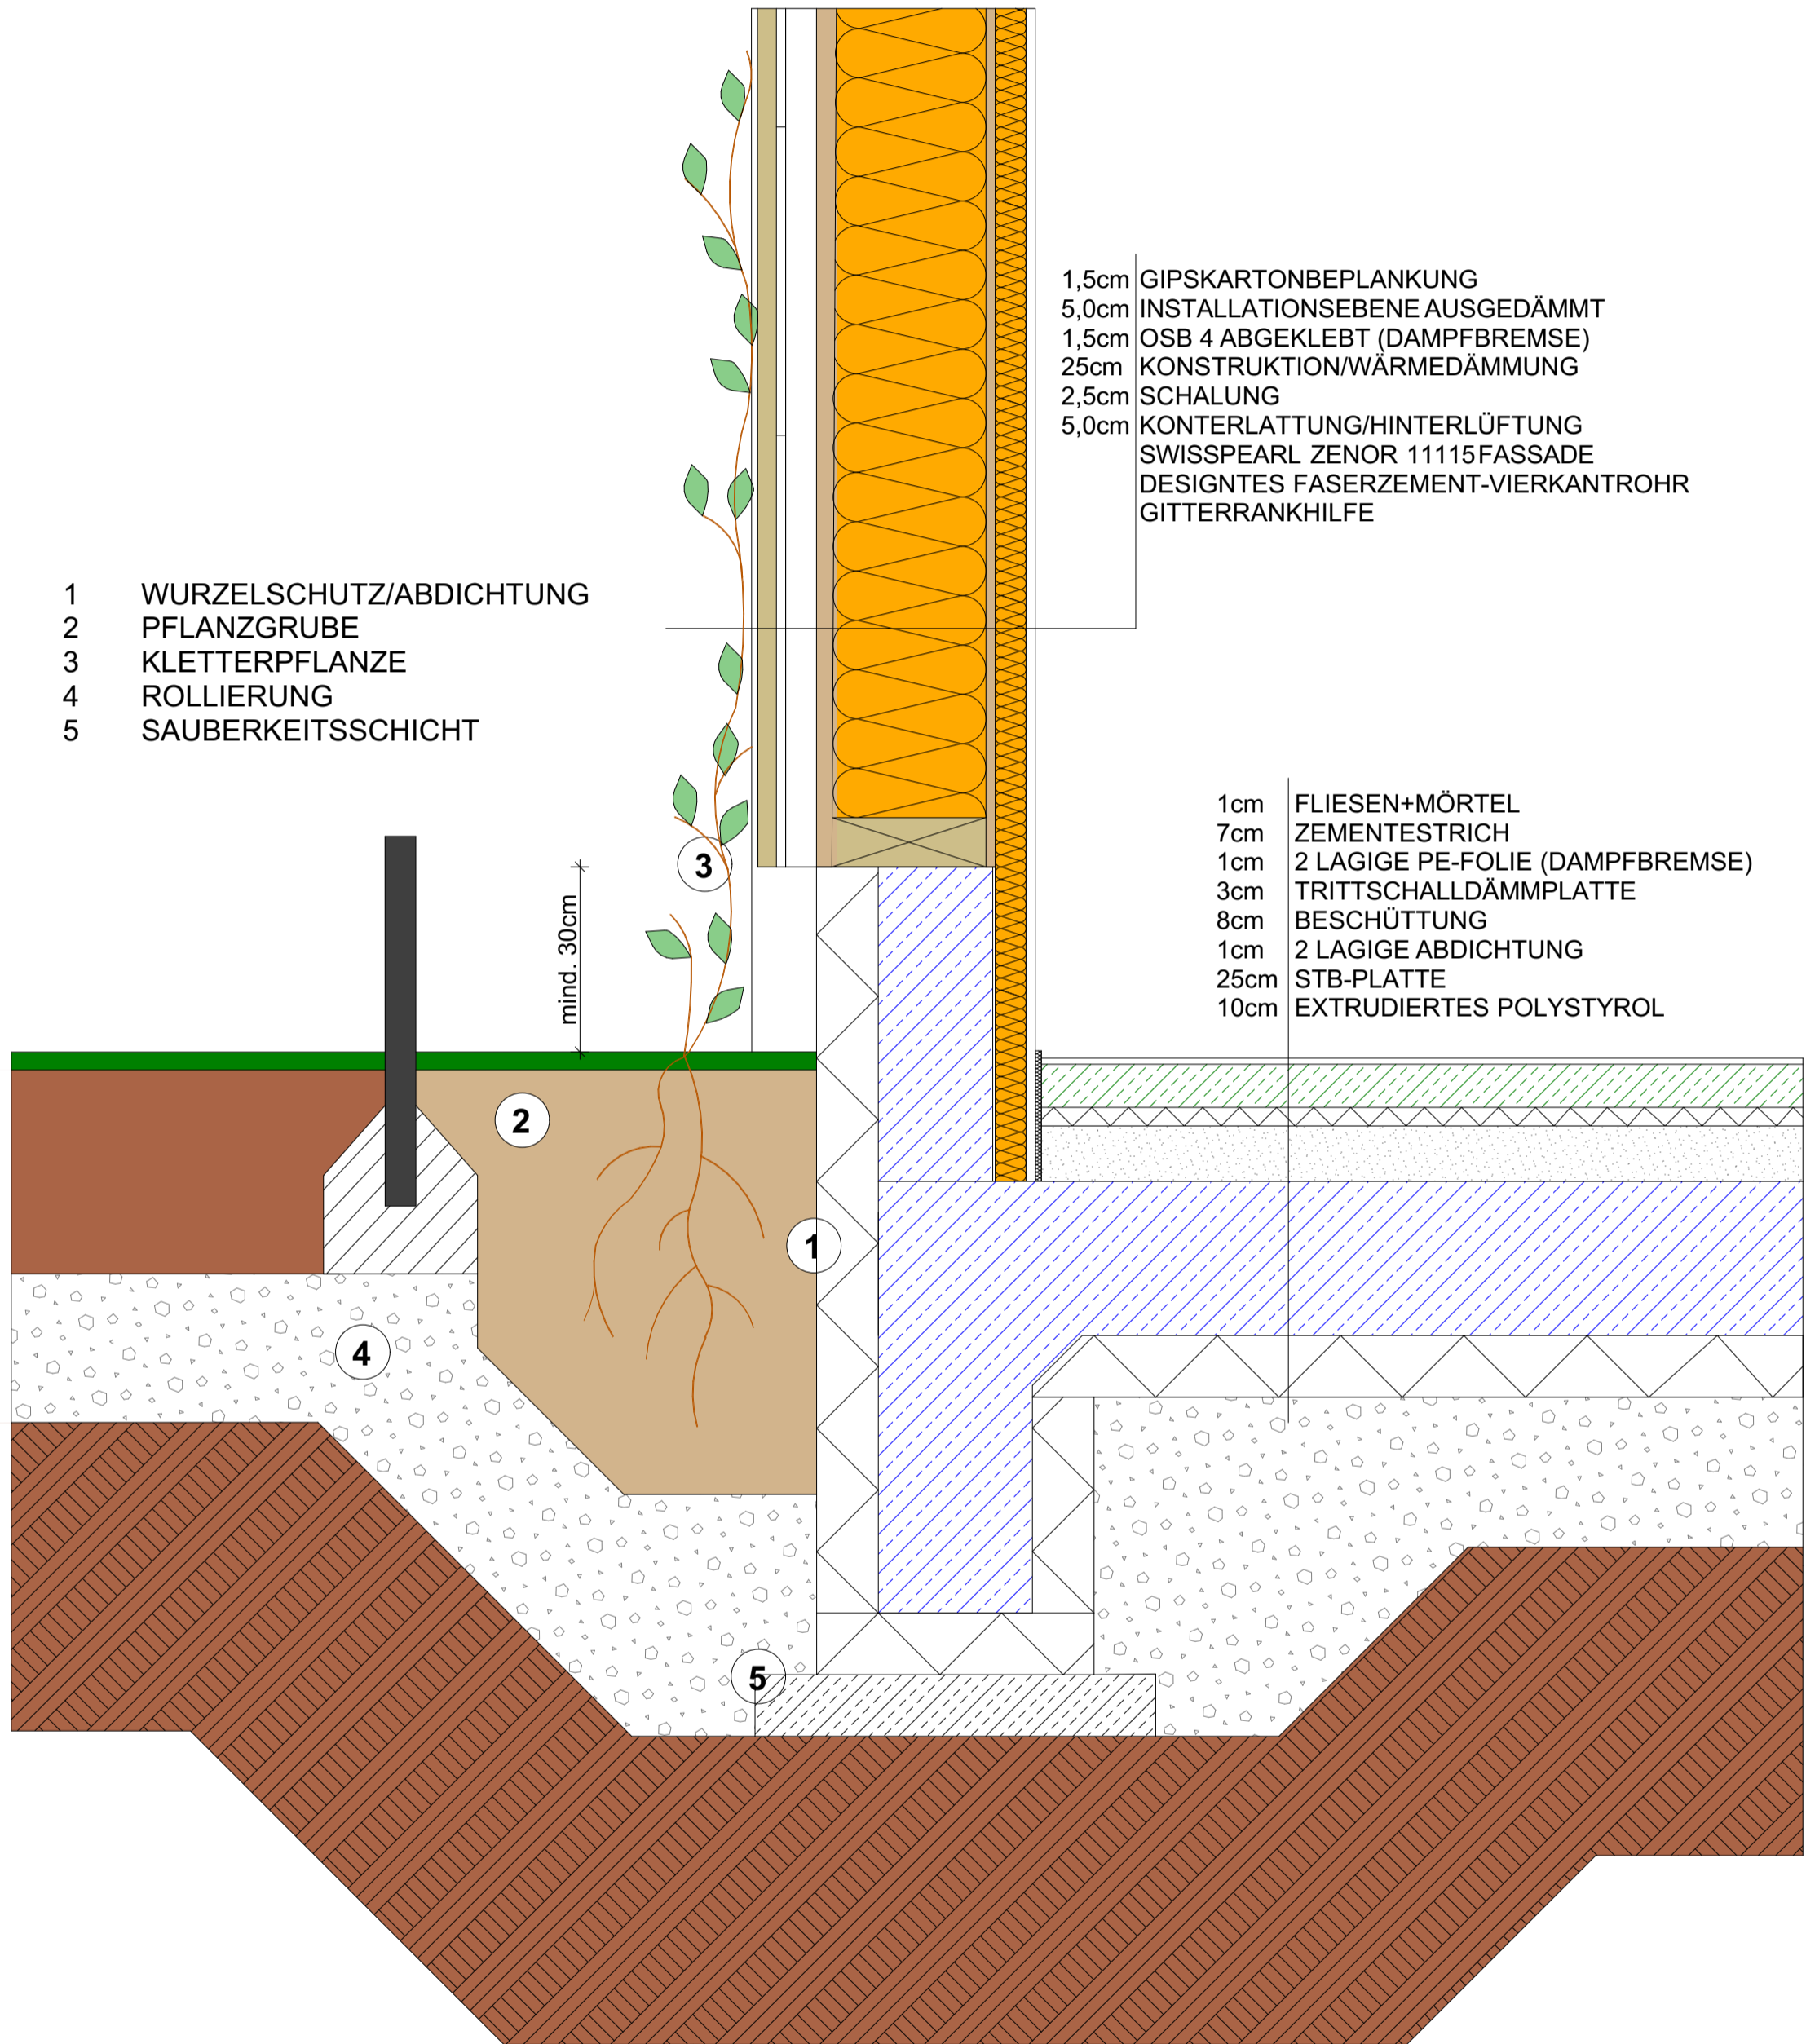 1,5cm GIPSKARTONBEPLANKUNG
5,0cm INSTALLATIONSEBENE AUSGEDÄMMT
1,5cm OSB 4 ABGEKLEBT (DAMPFBREMSE)
25cm KONSTRUKTION/WÄRMEDÄMMUNG
2,5cm SCHALUNG
5,0cm KONTERLATTUNG/HINTERLÜFTUNG
SWISSPEARL ZENOR 11115 FASSADE
DESIGNTES FASERZEMENT-VIERKANTROHR
GITTERRANKHILFE
1 WURZELSCHUTZ/ABDICHTUNG
2 PFLANZGRUBE
3 KLETTERPFLANZE
4 ROLLIERUNG
5 SAUBERKEITSSCHICHT
1cm FLIESEN+MÖRTEL
7cm ZEMENTESTRICH
1cm 2 LAGIGE PE-FOLIE (DAMPFBREMSE)
3cm TRITTSCHALLDÄMMPLATTE
8cm BESCHÜTTUNG
1cm 2 LAGIGE ABDICHTUNG
25cm STB-PLATTE
10cm EXTRUDIERTES POLYSTYROL
mind. 30cm
3
2
1
4
5